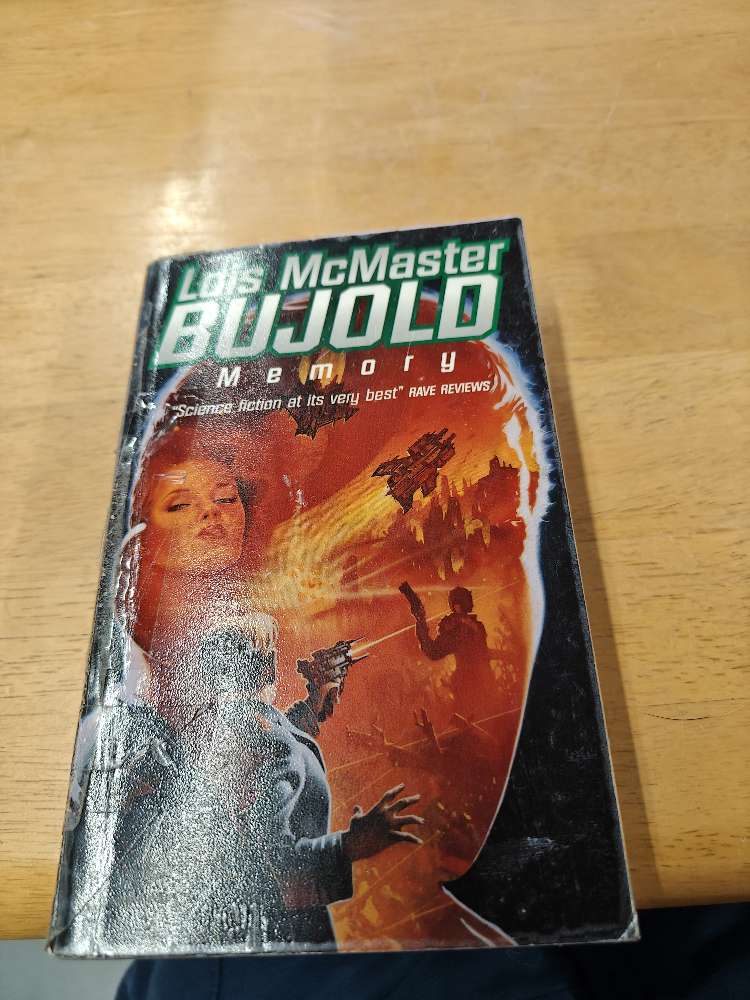 Lois McMaster
BUJOLD
Memory
"Science fiction at its very best" RAVE REVIEWS